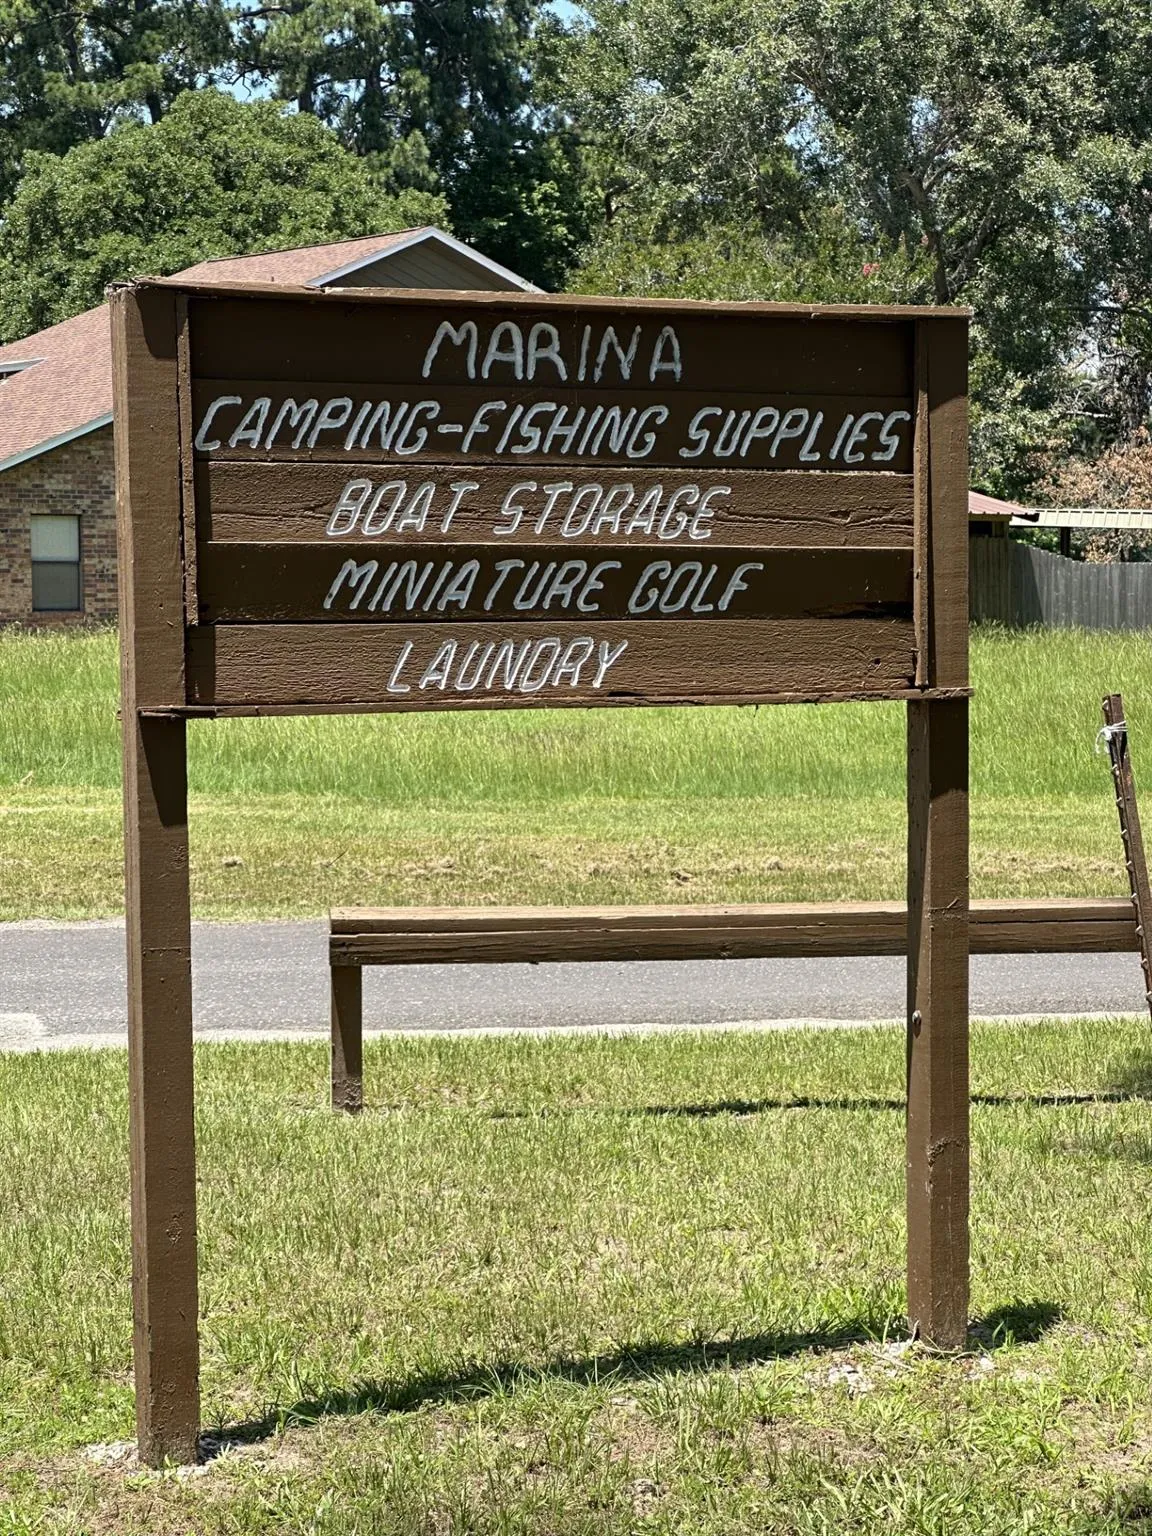 MARINA
CAMPING-FISHING SUPPLIES
BOAT STORAGE
MINIATURE GOLF
LAUNDRY